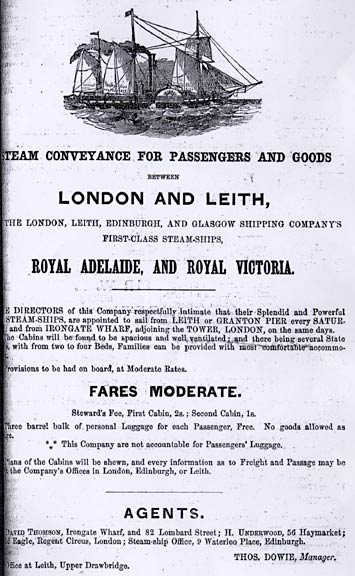 TEAM CONVEYANCE FOR PASSENGERS AND GOODS
BETWEEN
LONDON AND LEITH,
THE LONDON, LEITH, EDINBURGH, AND GLASGOW SHIPPING COMPANY'S
FIRST-CLASS STEAM-SHIPS,
ROYAL ADELAIDE, AND ROYAL VICTORIA.
E DIRECTORS of this Company respectfully intimate that their Splendid and Powerful
STEAM-SHIPS, are appointed to sail from LEITH or GRANTON PIER every SATUR-
and from IRONGATE WHARF, adjoining the TOWER, LONDON, on the same days.
he Cabins will be found to be spacious and well ventilated; and there being several State
s, with from two to four Beds, Families can be provided with most comfortable accommo-
rovisions to be had on board, at Moderate Rates.
FARES MODERATE.
Steward's Fee, First Cabin, 2s.; Second Cabin, 1s.
hree barrel bulk of personal Luggage for each Passenger, Free. No goods allowed as
e.
*** This Company are not accountable for Passengers' Luggage.
lans of the Cabins will be shewn, and every information as to Freight and Passage may be
the Company's Offices in London, Edinburgh, or Leith.
AGENTS.
DAVID THOMSON, Irongate Wharf, and 82 Lombard Street; H. UNDERWOOD, 56 Haymarket;
d Eagle, Regent Circus, London; Steam-ship Office, 9 Waterloo Place, Edinburgh.
THOS. DOWIE, Manager.
Office at Leith, Upper Drawbridge.